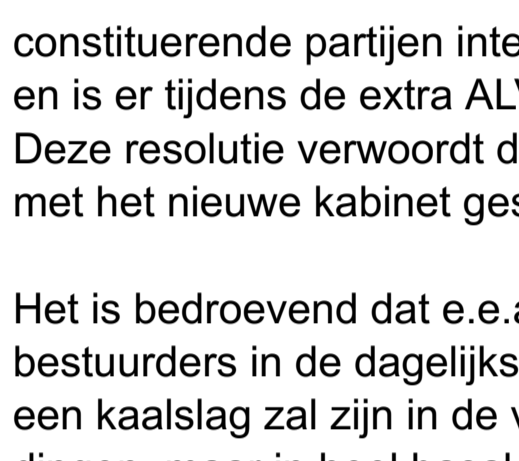 constituerende partijen inte
en is er tijdens de extra AL
Deze resolutie verwoordt d
met het nieuwe kabinet ges
Het is bedroevend dat e.e.a
bestuurders in de dagelijks
een kaalslag zal zijn in de v